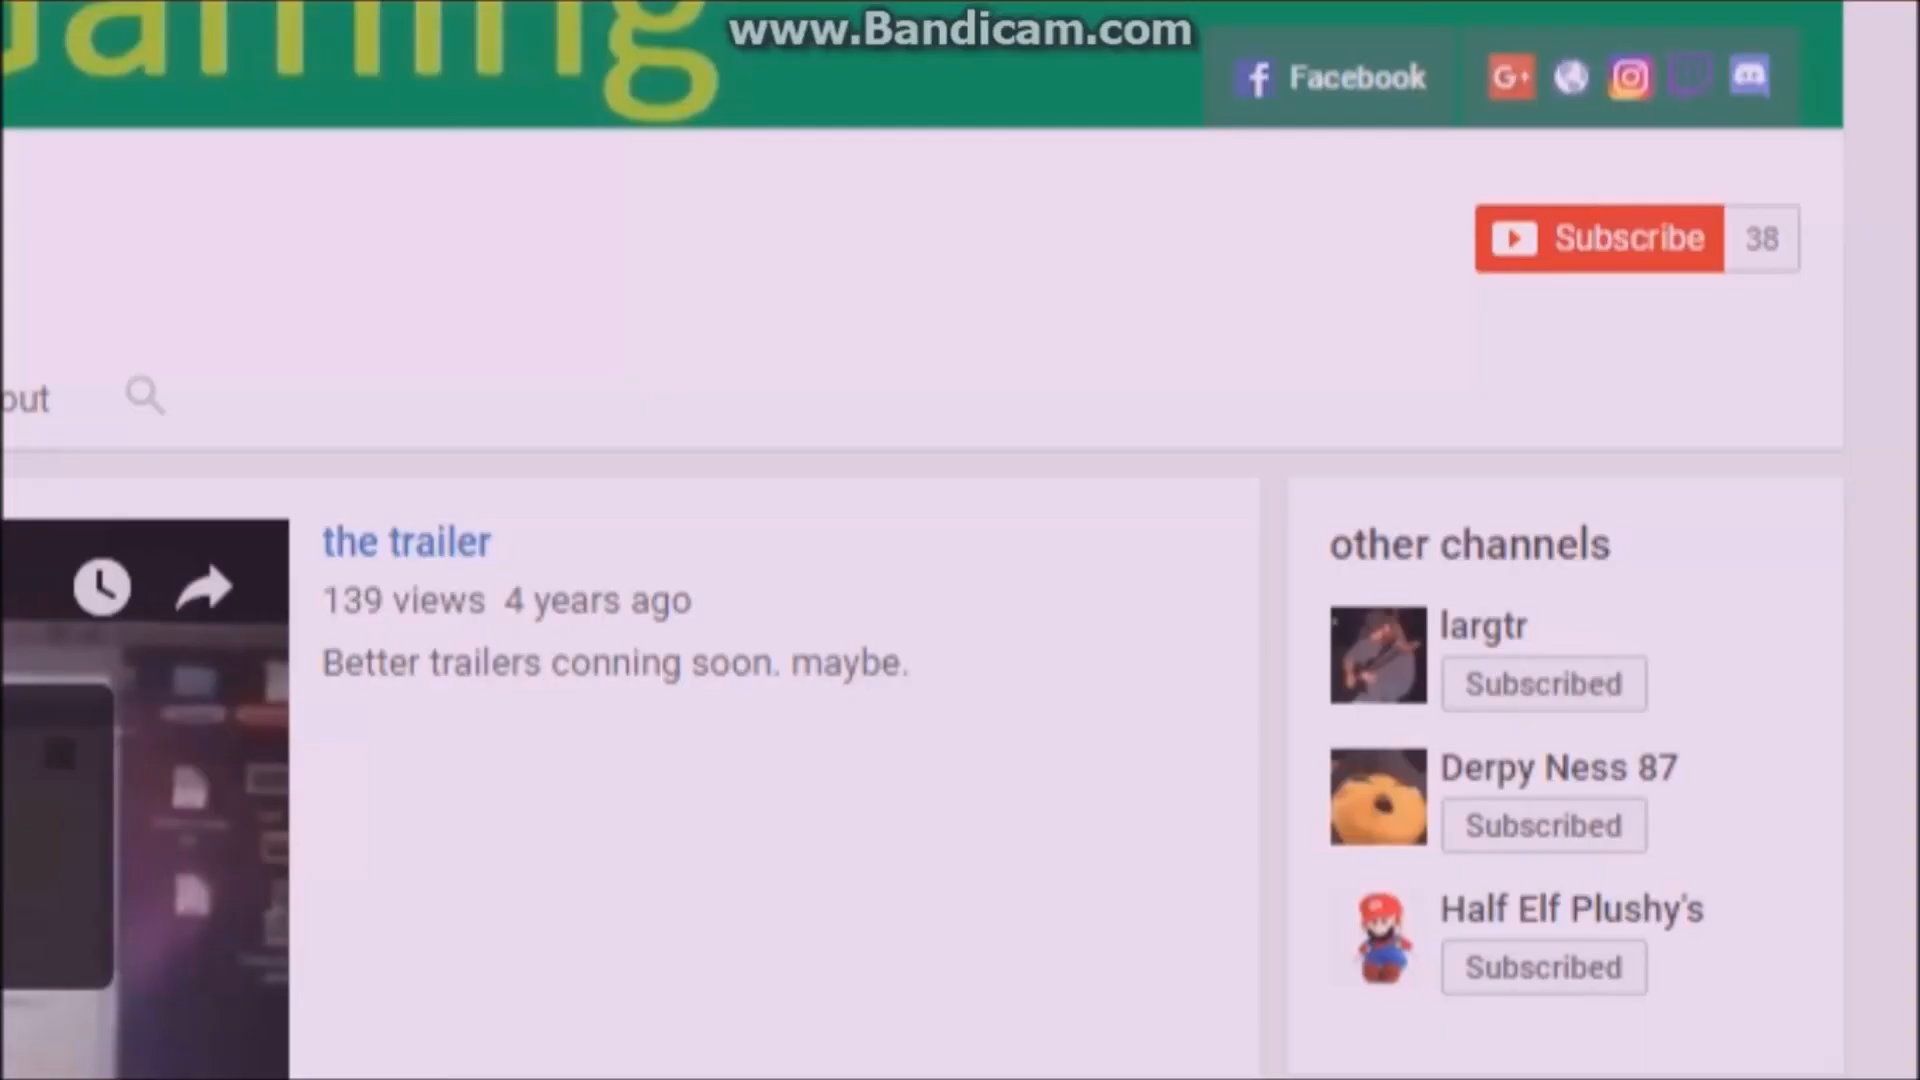 www.Bandicam.com
Gaming
Facebook
G+
Subscribe 38
out
the trailer
139 views 4 years ago
Better trailers conning soon. maybe.
other channels
largtr
Subscribed
Derpy Ness 87
Subscribed
Half Elf Plushy's
Subscribed